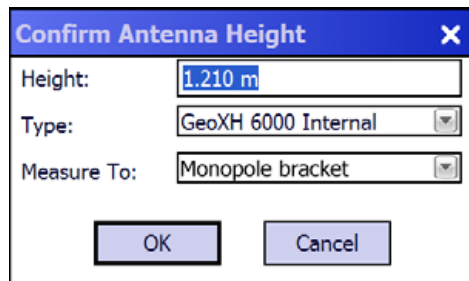 Confirm Antenna Height
Height: 1.210 m
Type: GeoXH 6000 Internal
Measure To: Monopole bracket
OK Cancel